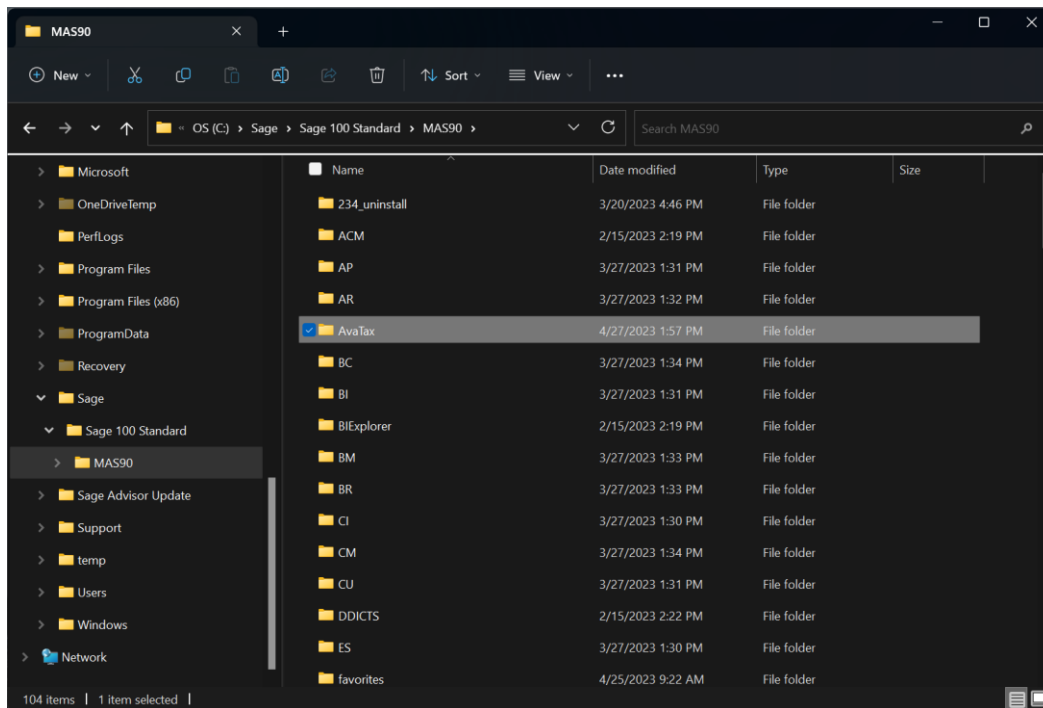 MAS90
New
Sort
View
OS (C:) > Sage > Sage 100 Standard > MAS90 >
Search MAS90
Microsoft
OneDriveTemp
PerfLogs
Program Files
Program Files (x86)
ProgramData
Recovery
Sage
Sage 100 Standard
MAS90
Sage Advisor Update
Support
temp
Users
Windows
Network
Name Date modified Type Size
234_uninstall 3/20/2023 4:46 PM File folder
ACM 2/15/2023 2:19 PM File folder
AP 3/27/2023 1:31 PM File folder
AR 3/27/2023 1:32 PM File folder
AvaTax 4/27/2023 1:57 PM File folder
BC 3/27/2023 1:34 PM File folder
BI 3/27/2023 1:31 PM File folder
BIExplorer 2/15/2023 2:19 PM File folder
BM 3/27/2023 1:33 PM File folder
BR 3/27/2023 1:33 PM File folder
CI 3/27/2023 1:30 PM File folder
CM 3/27/2023 1:34 PM File folder
CU 3/27/2023 1:31 PM File folder
DDICTS 2/15/2023 2:22 PM File folder
ES 3/27/2023 1:30 PM File folder
favorites 4/25/2023 9:22 AM File folder
104 items | 1 item selected |